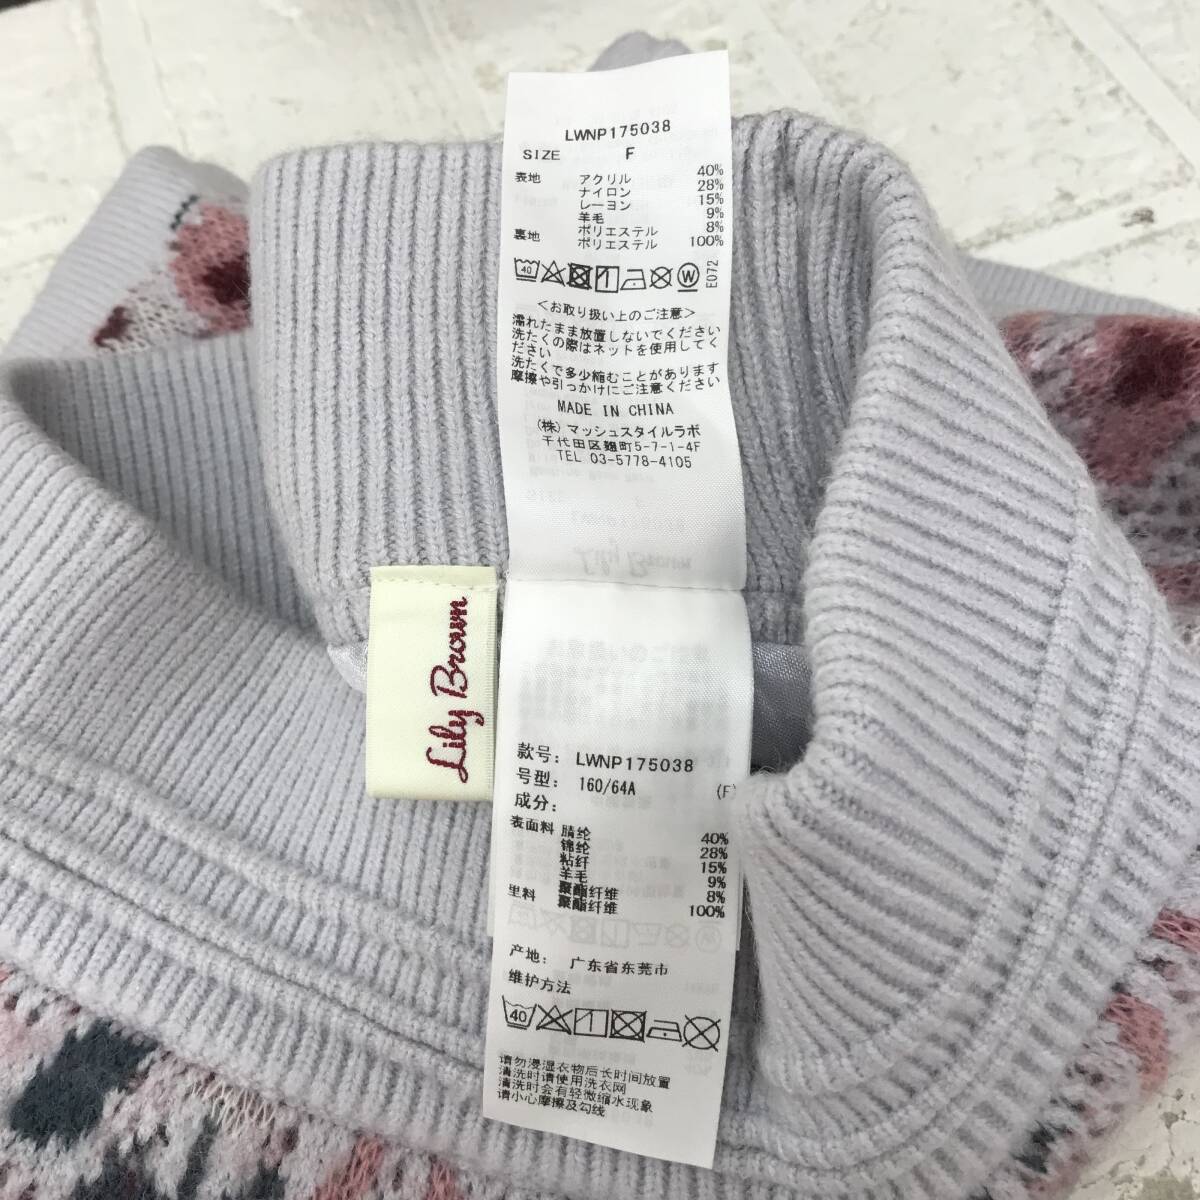 LWNP175038
SIZE F
表地 アクリル 40%
ナイロン 28%
レーヨン 15%
羊毛 9%
ポリエステル 8%
裏地 ポリエステル 100%
40 W
E072
＜お取り扱い上のご注意＞
濡れたまま放置しないでください
洗たくの際はネットを使用してく
ださい
洗たくで多少縮むことがあります
摩擦や引っかけにご注意ください
MADE IN CHINA
(株)マッシュスタイルラボ
千代田区麹町5-7-1-4F
TEL 03-5778-4105
Lily Brown
款号: LWNP175038
号型: 160/64A (F)
成分:
表面料 腈纶 40%
锦纶 28%
粘纤 15%
羊毛 9%
聚酯纤维 8%
里料 聚酯纤维 100%
产地: 广东省东莞市
维护方法
40
请勿浸湿衣物后长时间放置
清洗时请使用洗衣网
清洗时会有轻微缩水现象
请小心摩擦及勾线